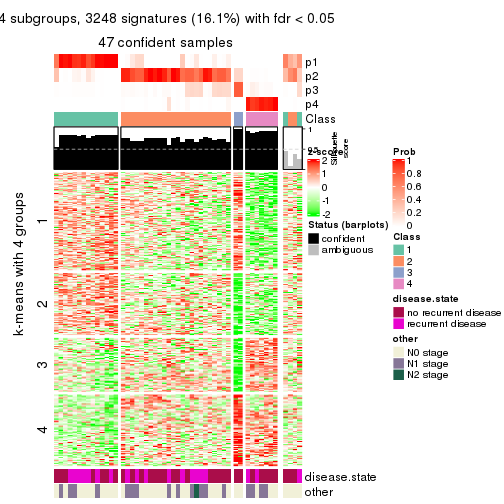 4 subgroups, 3248 signatures (16.1%) with fdr < 0.05
47 confident samples
p1
p2
p3
p4
Class
1
0.5
Silhouette score
k-means with 4 groups
1
2
3
4
z-score
2
1
0
-1
-2
Status (barplots)
confident
ambiguous
Prob
1
0.8
0.6
0.4
0.2
0
Class
1
2
3
4
disease.state
no recurrent disease
recurrent disease
other
N0 stage
N1 stage
N2 stage
disease.state
other